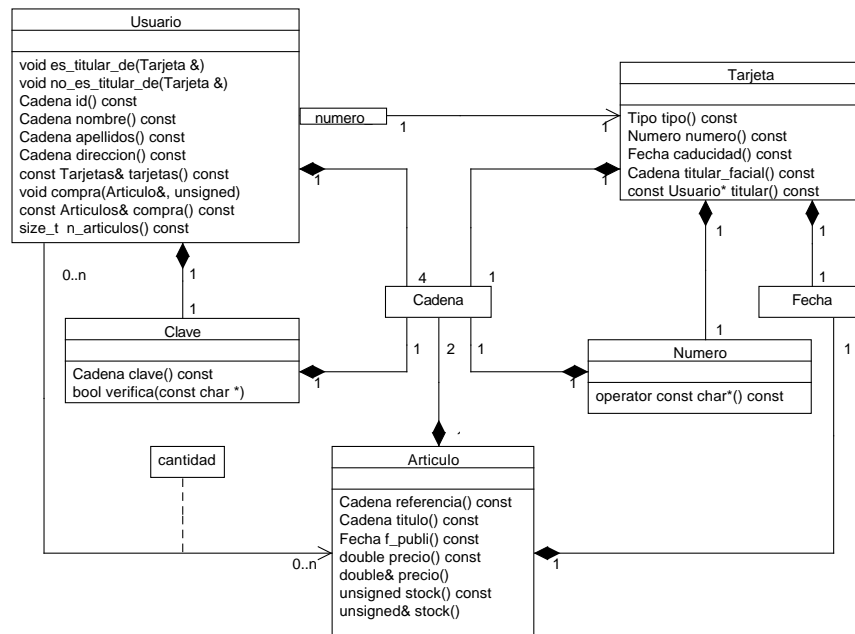 Usuario
void es_titular_de(Tarjeta &)
void no_es_titular_de(Tarjeta &)
Cadena id() const
Cadena nombre() const
Cadena apellidos() const
Cadena direccion() const
const Tarjetas& tarjetas() const
void compra(Articulo&, unsigned)
const Articulos& compra() const
size_t n_articulos() const
numero_
1
1
Tarjeta
Tipo tipo() const
Numero numero() const
Fecha caducidad() const
Cadena titular_facial() const
const Usuario* titular() const
1
1
1
1
0..n
1
4
1
1
Cadena
Fecha
1
1
Clave
Cadena clave() const
bool verifica(const char *)
1
1
2
1
1
1
Numero
operator const char*() const
1
cantidad
Articulo
Cadena referencia() const
Cadena titulo() const
Fecha f_publi() const
double precio() const
double& precio()
unsigned stock() const
unsigned& stock()
0..n
1